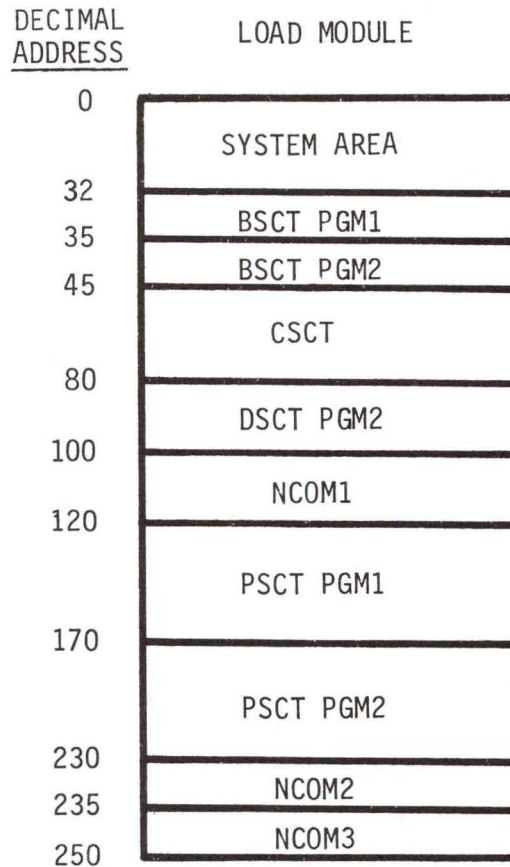 DECIMAL
ADDRESS
LOAD MODULE
0
SYSTEM AREA
32
BSCT PGM1
35
BSCT PGM2
45
CSCT
80
DSCT PGM2
100
NCOM1
120
PSCT PGM1
170
PSCT PGM2
230
NCOM2
235
NCOM3
250